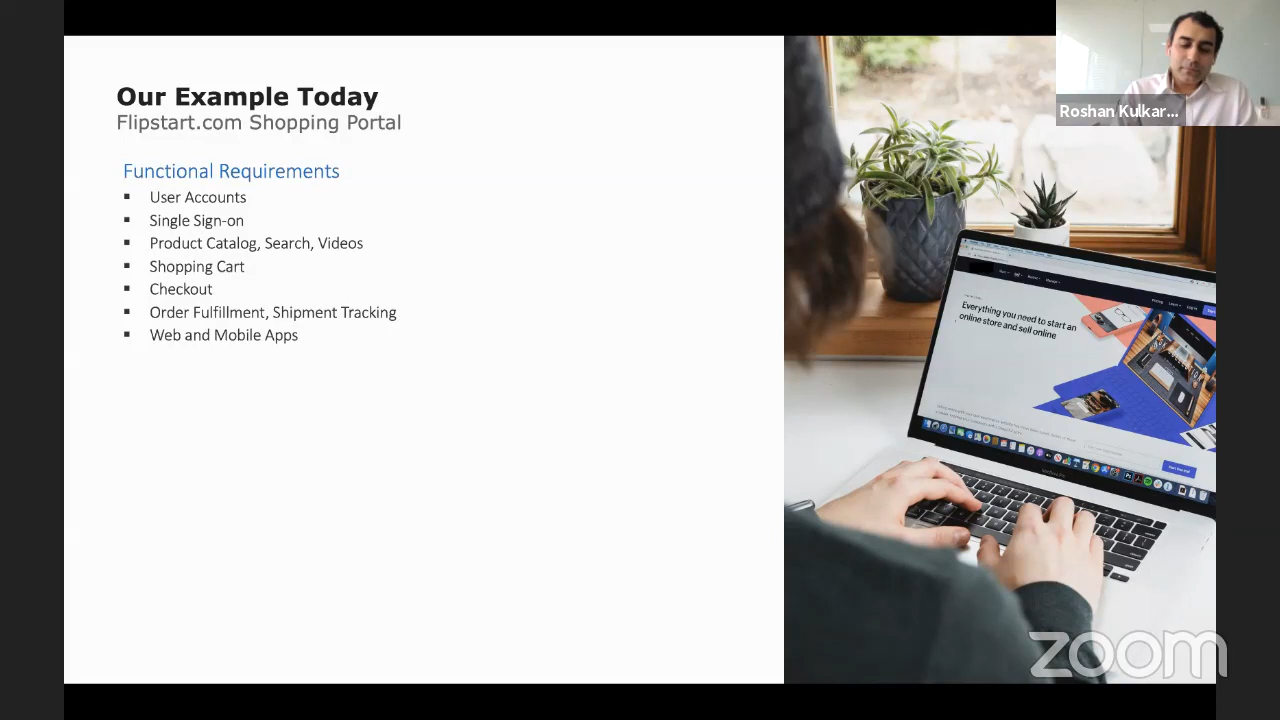 Our Example Today
Flipstart.com Shopping Portal
Functional Requirements
User Accounts
Single Sign-on
Product Catalog, Search, Videos
Shopping Cart
Checkout
Order Fulfillment, Shipment Tracking
Web and Mobile Apps
Roshan Kulkar...
Everything you need to start an
online store and sell online
zoom